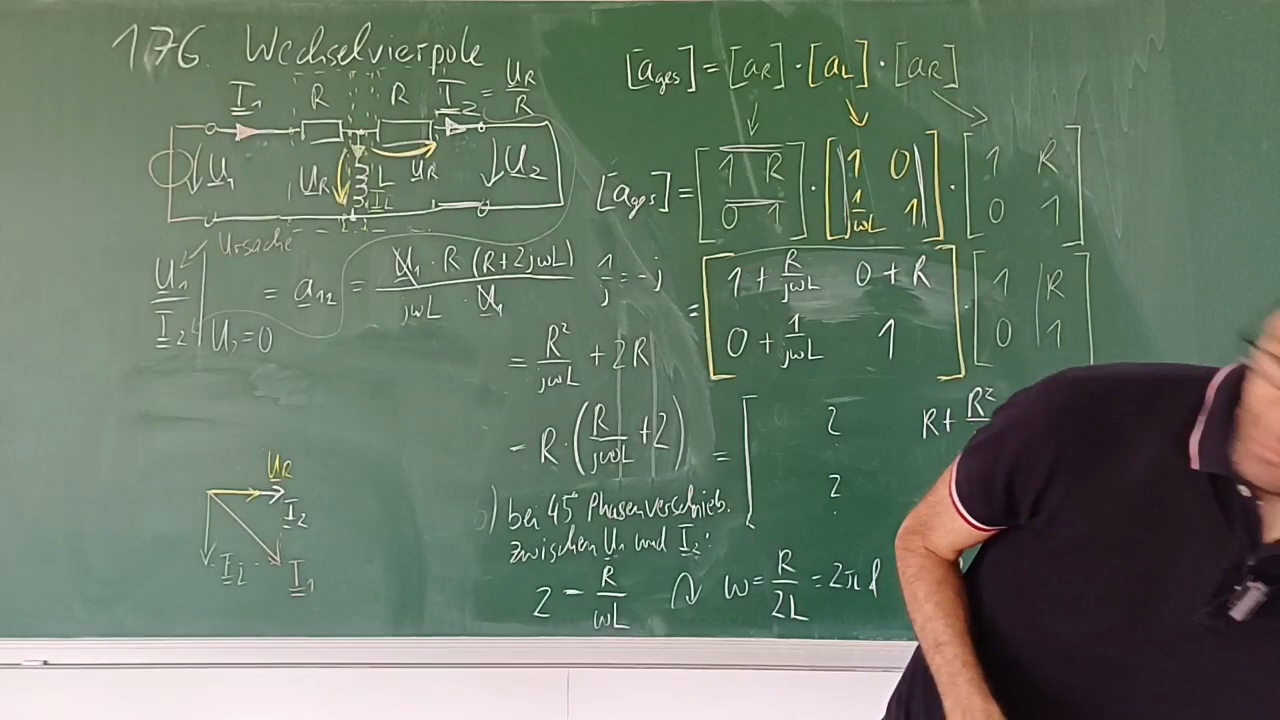 176. Wechselvierpole
I₁ R R I₂ = U_R/R
U₁ U_R L I_L U_R U₂
Ursache
U₁/I₂ | U₂=0 = a₁₂ = U₁ · R (R+2jωL) / jωL · U₁
1/j = -j
= R²/jωL + 2R
= R · (R/jωL + 2)
b) bei 45° Phasenverschieb.
zwischen U₁ und I₂:
2 = R/ωL ω = R/2L = 2πf
U_R
I₂
I₂ I₁
[a_ges] = [a_R] · [a_L] · [a_R]
[a_ges] = [1 R; 0 1] · [1 0; 1/jωL 1] · [1 R; 0 1]
= [1 + R/jωL 0 + R; 0 + 1/jωL 1] · [1 R; 0 1]
= [? R + R²
?